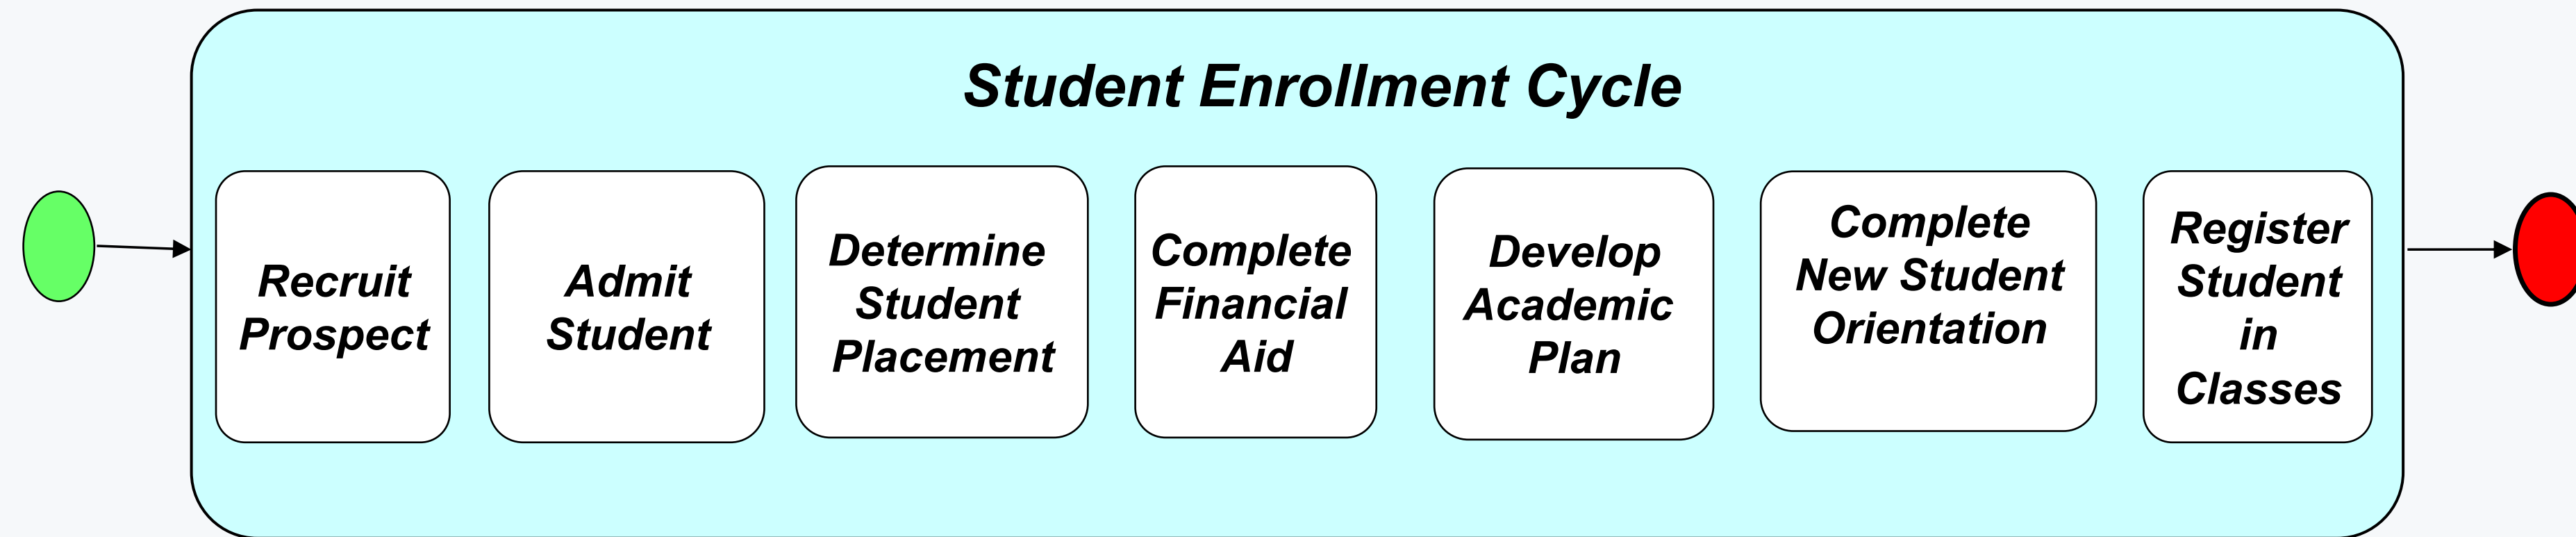 Student Enrollment Cycle
Recruit
Prospect
Admit
Student
Determine
Student
Placement
Complete
Financial
Aid
Develop
Academic
Plan
Complete
New Student
Orientation
Register
Student
in
Classes